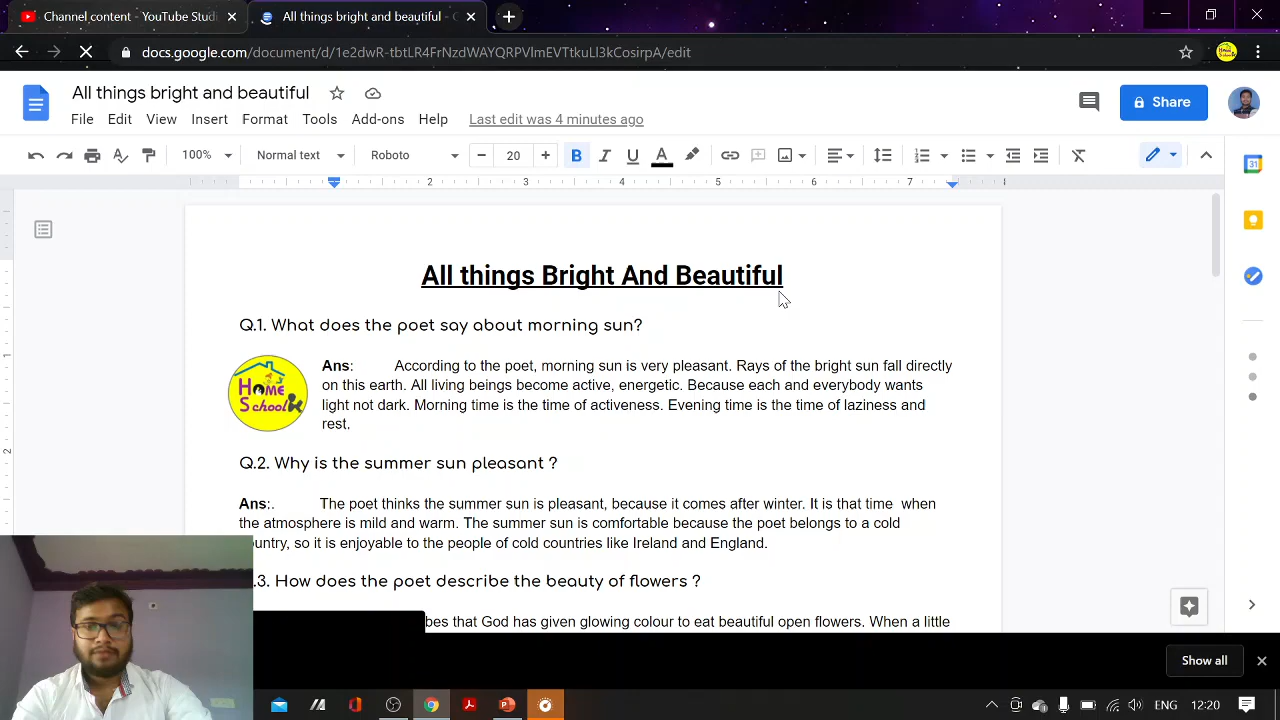 Channel content - YouTube Studi
All things bright and beautiful -
docs.google.com/document/d/1e2dwR-tbtLR4FrNzdWAYQRPVlmEVTtkuLl3kCosirpA/edit
All things bright and beautiful
File Edit View Insert Format Tools Add-ons Help Last edit was 4 minutes ago
Share
100% Normal text Roboto 20
2 3 4 5 6 7
All things Bright And Beautiful
Q.1. What does the poet say about morning sun?
Home
School
Ans: According to the poet, morning sun is very pleasant. Rays of the bright sun fall directly
on this earth. All living beings become active, energetic. Because each and everybody wants
light not dark. Morning time is the time of activeness. Evening time is the time of laziness and
rest.
Q.2. Why is the summer sun pleasant ?
Ans:. The poet thinks the summer sun is pleasant, because it comes after winter. It is that time when
the atmosphere is mild and warm. The summer sun is comfortable because the poet belongs to a cold
ountry, so it is enjoyable to the people of cold countries like Ireland and England.
.3. How does the poet describe the beauty of flowers ?
bes that God has given glowing colour to eat beautiful open flowers. When a little
Show all
ENG 12:20